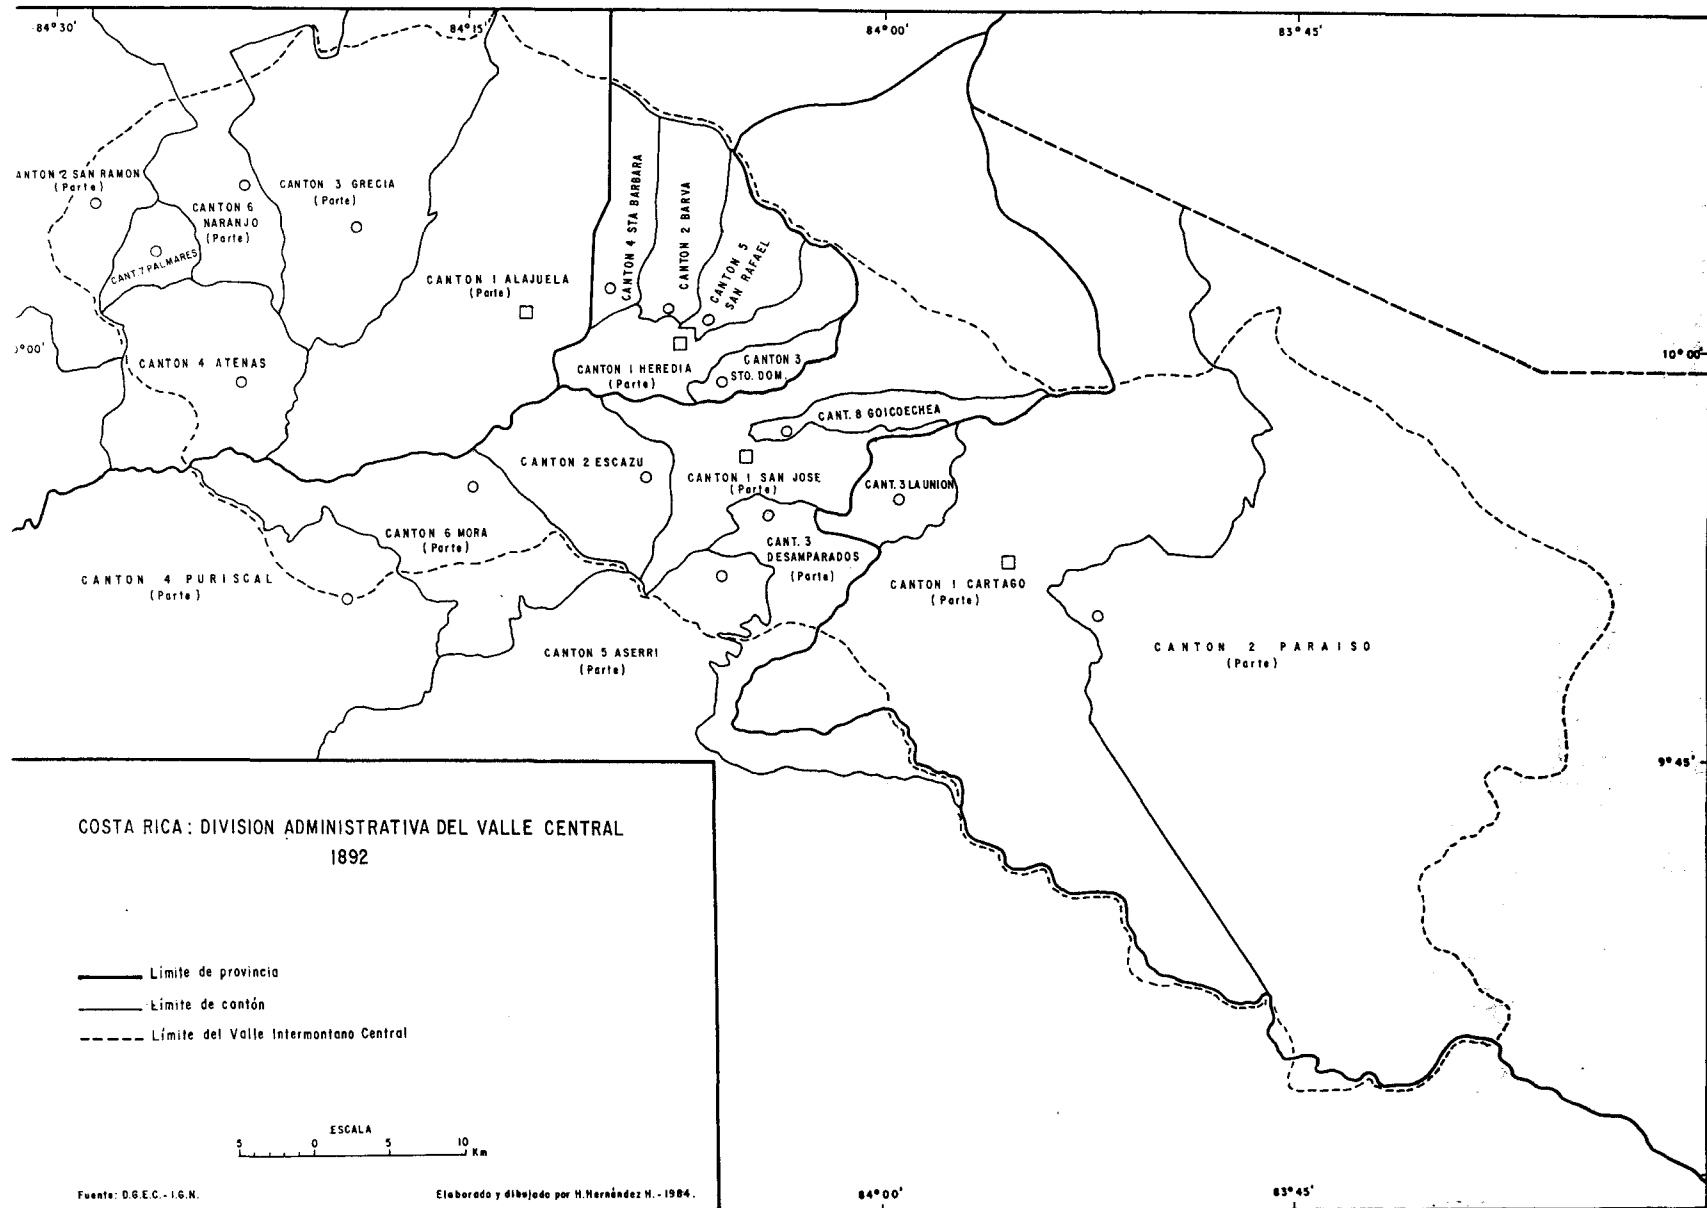 84°30'
84°15'
84°00'
83°45'
ANTON 2 SAN RAMON
(Parte)
CANTON 6
NARANJO
(Parte)
CANTON 3 GRECIA
(Parte)
CANT. 7 PALMARES
CANTON 1 ALAJUELA
(Parte)
CANTON 4 STA BARBARA
CANTON 2 BARVA
CANTON 5
SAN RAFAEL
°00'
10°00'
CANTON 4 ATENAS
CANTON 1 HEREDIA
(Parte)
CANTON 3
STO. DOM.
CANT. 8 GOICOECHEA
CANTON 2 ESCAZU
CANTON 1 SAN JOSE
(Parte)
CANT. 3 LA UNION
CANTON 6 MORA
(Parte)
CANT. 3
DESAMPARADOS
(Parte)
CANTON 4 PURISCAL
(Parte)
CANTON 1 CARTAGO
(Parte)
CANTON 5 ASERRI
(Parte)
CANTON 2 PARAISO
(Parte)
9°45'
COSTA RICA: DIVISION ADMINISTRATIVA DEL VALLE CENTRAL
1892
Límite de provincia
Límite de cantón
Límite del Valle Intermontano Central
ESCALA
5 0 5 10
Km
Fuente: D.G.E.C.- I.G.N.
Elaborado y dibujado por H.Hernández H.-1984.
84°00'
83°45'